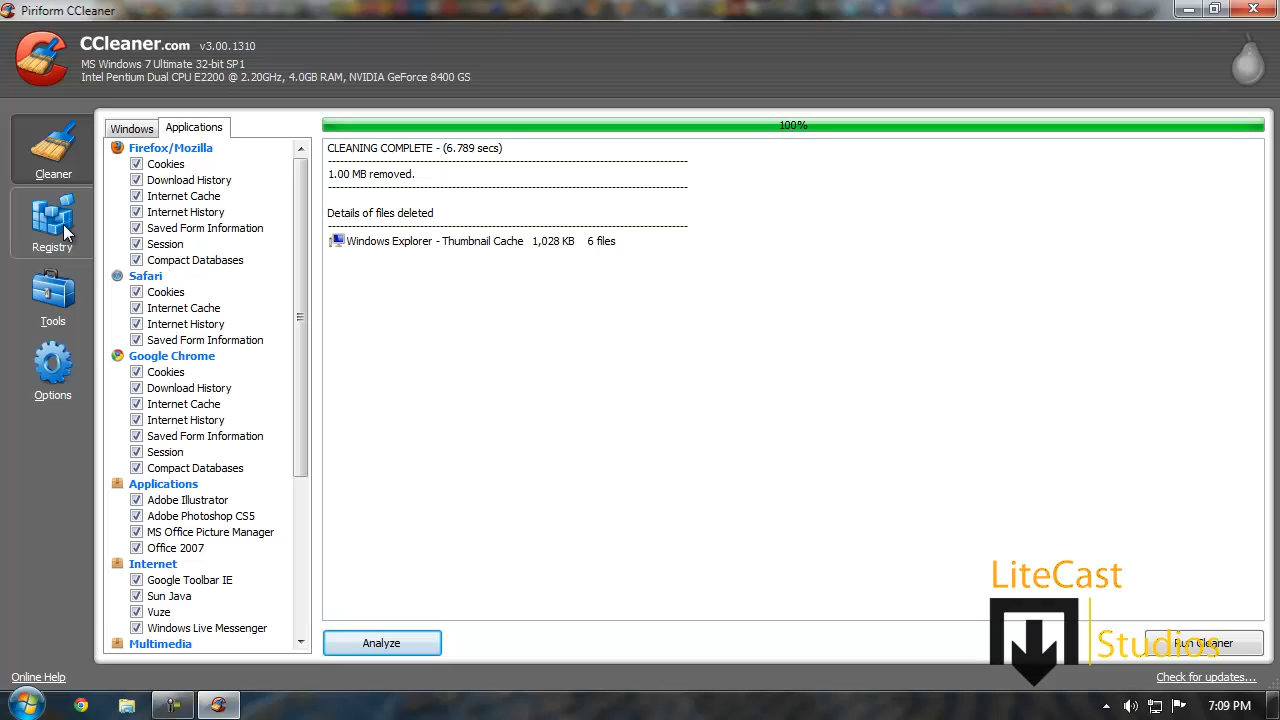 Piriform CCleaner
CCleaner.com v3.00.1310
MS Windows 7 Ultimate 32-bit SP1
Intel Pentium Dual CPU E2200 @ 2.20GHz, 4.0GB RAM, NVIDIA GeForce 8400 GS
Cleaner
Registry
Tools
Options
Windows Applications
Firefox/Mozilla
Cookies
Download History
Internet Cache
Internet History
Saved Form Information
Session
Compact Databases
Safari
Cookies
Internet Cache
Internet History
Saved Form Information
Google Chrome
Cookies
Download History
Internet Cache
Internet History
Saved Form Information
Session
Compact Databases
Applications
Adobe Illustrator
Adobe Photoshop CS5
MS Office Picture Manager
Office 2007
Internet
Google Toolbar IE
Sun Java
Vuze
Windows Live Messenger
Multimedia
100%
CLEANING COMPLETE - (6.789 secs)
1.00 MB removed.
Details of files deleted
Windows Explorer - Thumbnail Cache 1,028 KB 6 files
LiteCast
Studios
Analyze
Run Cleaner
Online Help
Check for updates...
7:09 PM